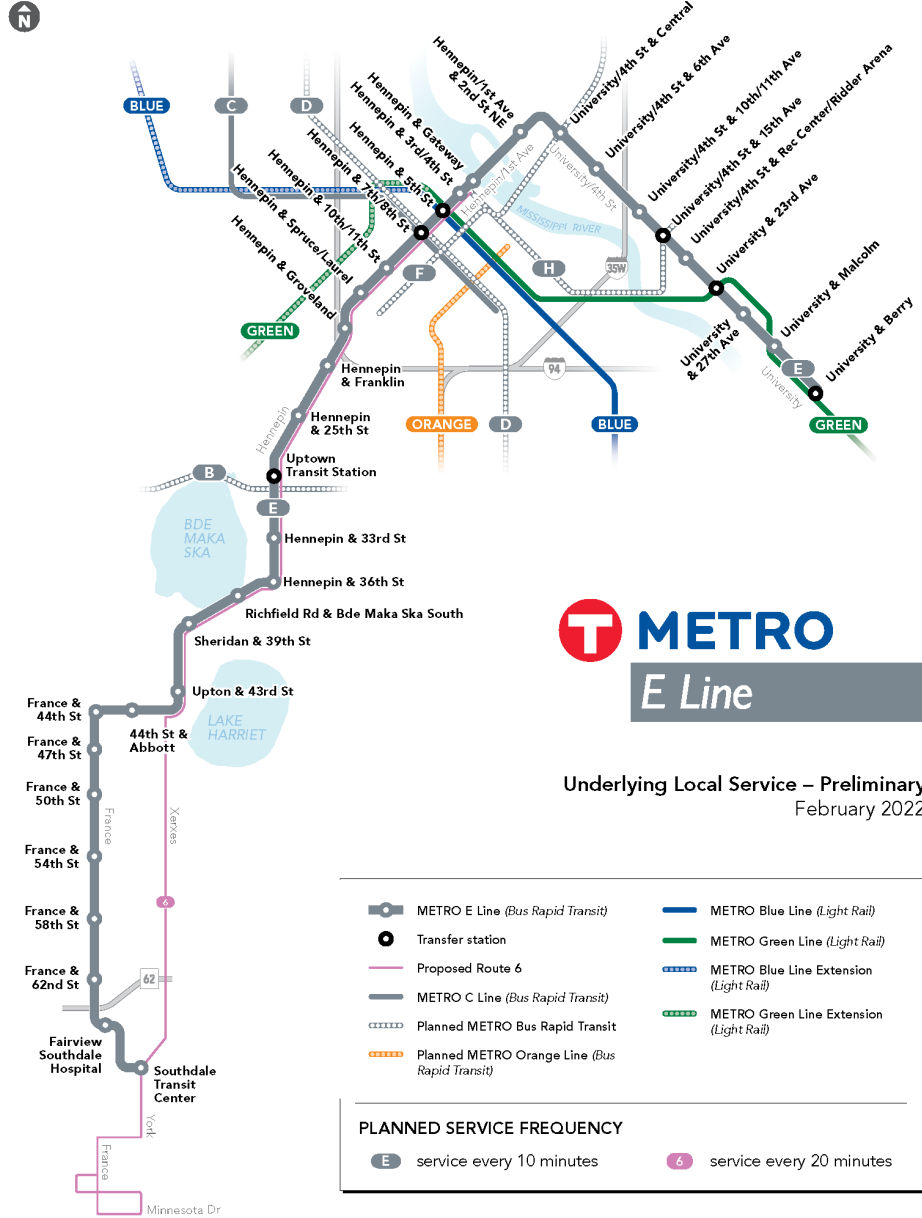 N
BLUE
C
D
Hennepin/1st Ave
& 2nd St NE
Hennepin & Gateway
Hennepin & 3rd/4th St
Hennepin & 5th St
Hennepin & 7th/8th St
Hennepin & 10th/11th St
Hennepin & Spruce/Laurel
Hennepin & Groveland
University/4th St & Central
University/4th St & 6th Ave
University/4th St & 10th/11th Ave
University/4th St & 15th Ave
University/4th St & Rec Center/Ridder Arena
University & 23rd Ave
University
& 27th Ave
University & Malcolm
University & Berry
Hennepin/1st Ave
University/4th St
MISSISSIPPI RIVER
F
H
35W
94
GREEN
E
University
GREEN
ORANGE
D
BLUE
Hennepin
& Franklin
Hennepin
Hennepin
& 25th St
Uptown
Transit Station
B
E
BDE
MAKA
SKA
Hennepin & 33rd St
Hennepin & 36th St
Richfield Rd & Bde Maka Ska South
Sheridan & 39th St
Upton & 43rd St
LAKE
HARRIET
44th St &
Abbott
France &
44th St
France &
47th St
France &
50th St
France &
54th St
France &
58th St
France &
62nd St
France
Xerxes
6
62
Fairview
Southdale
Hospital
Southdale
Transit
Center
York
France
Minnesota Dr
T METRO
E Line
Underlying Local Service – Preliminary
February 2022
METRO E Line (Bus Rapid Transit)
Transfer station
Proposed Route 6
METRO C Line (Bus Rapid Transit)
Planned METRO Bus Rapid Transit
Planned METRO Orange Line (Bus
Rapid Transit)
METRO Blue Line (Light Rail)
METRO Green Line (Light Rail)
METRO Blue Line Extension
(Light Rail)
METRO Green Line Extension
(Light Rail)
PLANNED SERVICE FREQUENCY
E service every 10 minutes
6 service every 20 minutes